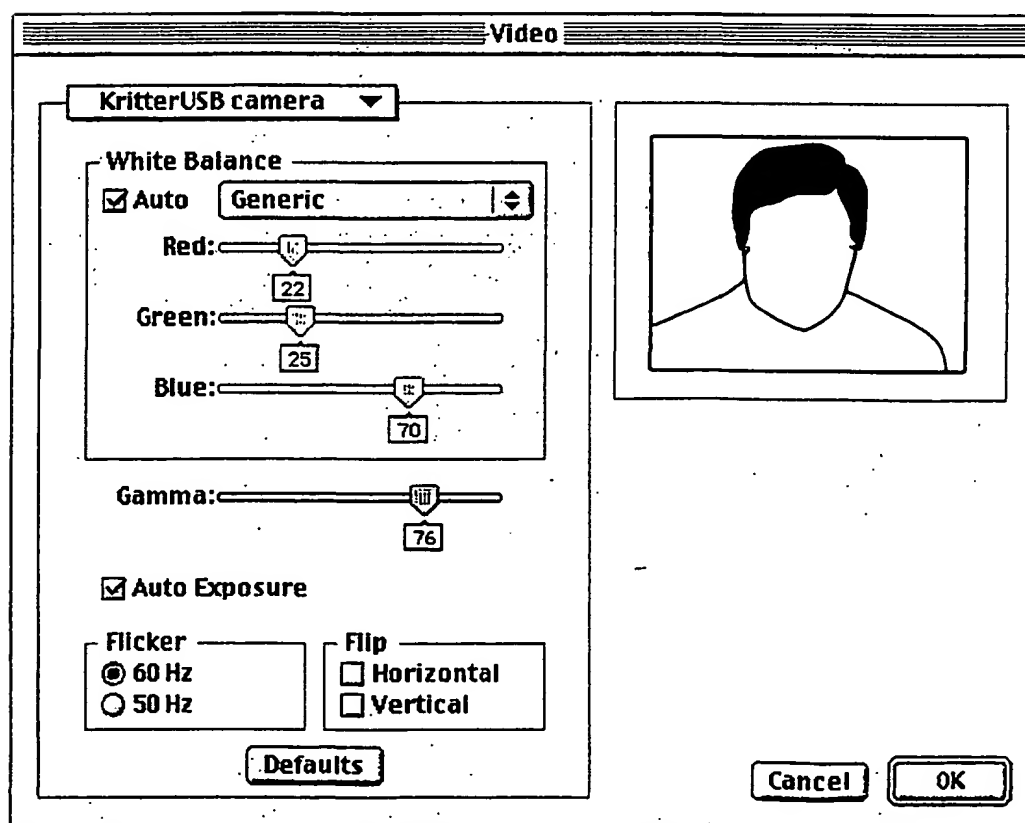 Video
KritterUSB camera
White Balance
Auto
Generic
Red:
22
Green:
25
Blue:
70
Gamma:
76
Auto Exposure
Flicker
60 Hz
50 Hz
Flip
Horizontal
Vertical
Defaults
Cancel
OK